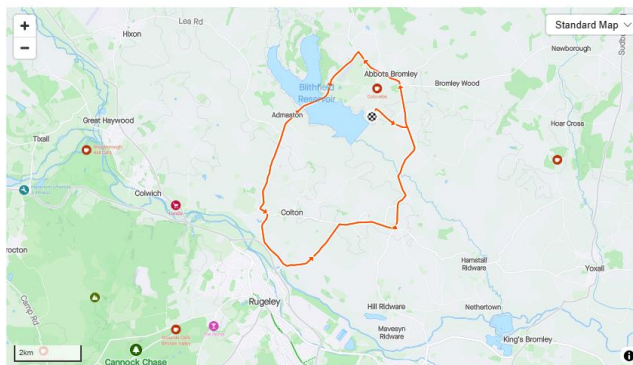 +
−
Standard Map
Lea Rd
Hixon
Newborough
Abbots Bromley
Bromley Wood
Blithfield
Reservoir
Great Haywood
Admaston
Hoar Cross
Tixall
Colwich
Colton
Hamstall
Ridware
Yoxall
Camp Rd
Rugeley
Hill Ridware
Nethertown
Mavesyn
Ridware
King's Bromley
2km
Cannock Chase